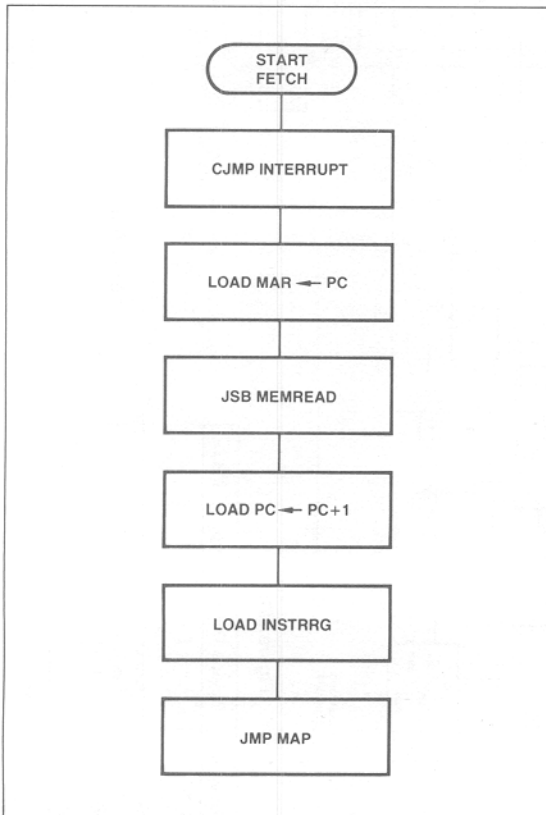 START
FETCH
CJMP INTERRUPT
LOAD MAR ← PC
JSB MEMREAD
LOAD PC ← PC+1
LOAD INSTRRG
JMP MAP